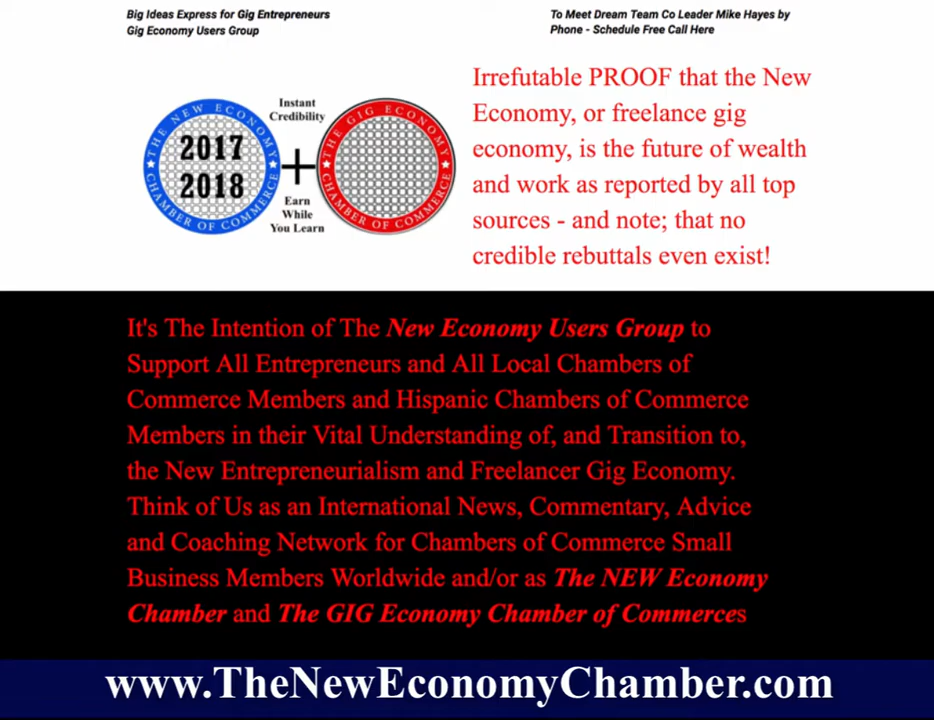 Big Ideas Express for Gig Entrepreneurs
Gig Economy Users Group
To Meet Dream Team Co Leader Mike Hayes by
Phone - Schedule Free Call Here
THE NEW ECONOMY
CHAMBER OF COMMERCE
2017
2018
Instant
Credibility
+
Earn
While
You Learn
THE GIG ECONOMY
CHAMBER OF COMMERCE
Irrefutable PROOF that the New
Economy, or freelance gig
economy, is the future of wealth
and work as reported by all top
sources - and note; that no
credible rebuttals even exist!
It's The Intention of The New Economy Users Group to
Support All Entrepreneurs and All Local Chambers of
Commerce Members and Hispanic Chambers of Commerce
Members in their Vital Understanding of, and Transition to,
the New Entrepreneurialism and Freelancer Gig Economy.
Think of Us as an International News, Commentary, Advice
and Coaching Network for Chambers of Commerce Small
Business Members Worldwide and/or as The NEW Economy
Chamber and The GIG Economy Chamber of Commerces
www.TheNewEconomyChamber.com